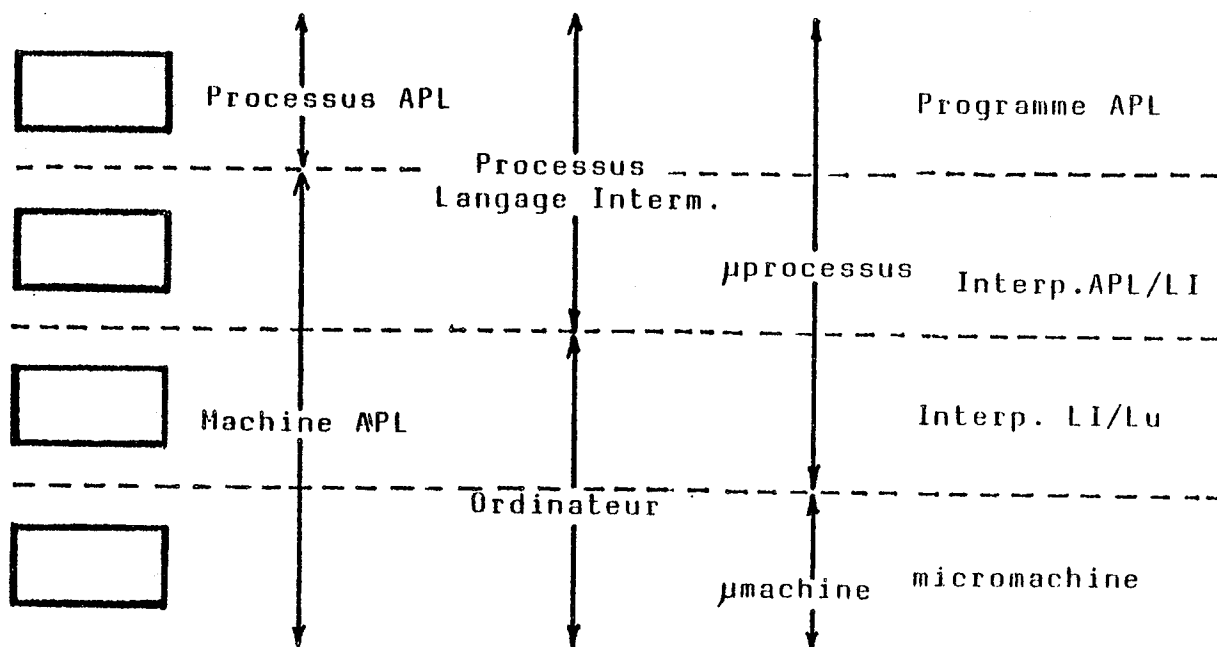 Processus APL
Programme APL
Processus
Langage Interm.
µprocessus
Interp.APL/LI
Machine APL
Interp. LI/Lu
Ordinateur
µmachine
micromachine